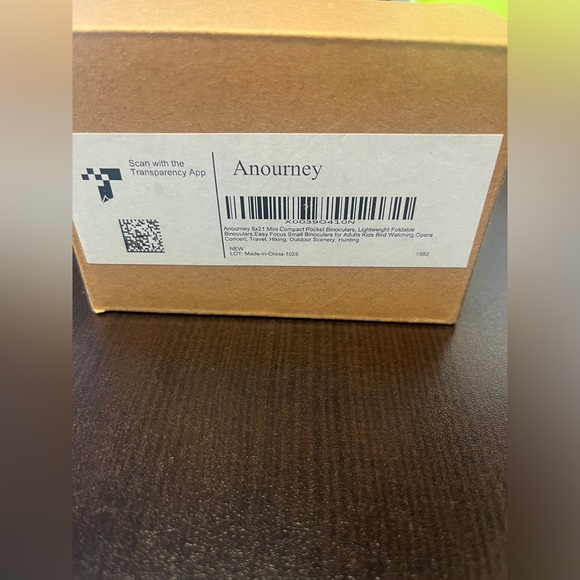 Scan with the
Transparency App
Anourney
X0039G410N
Anourney 8x21 Mini Compact Pocket Binoculars, Lightweight Foldable
Binoculars,Easy Focus Small Binoculars for Adults Kids Bird Watching,Opera
Concert, Travel, Hiking, Outdoor Scenery, Hunting
NEW
LOT: Made-in-China-1025
1882